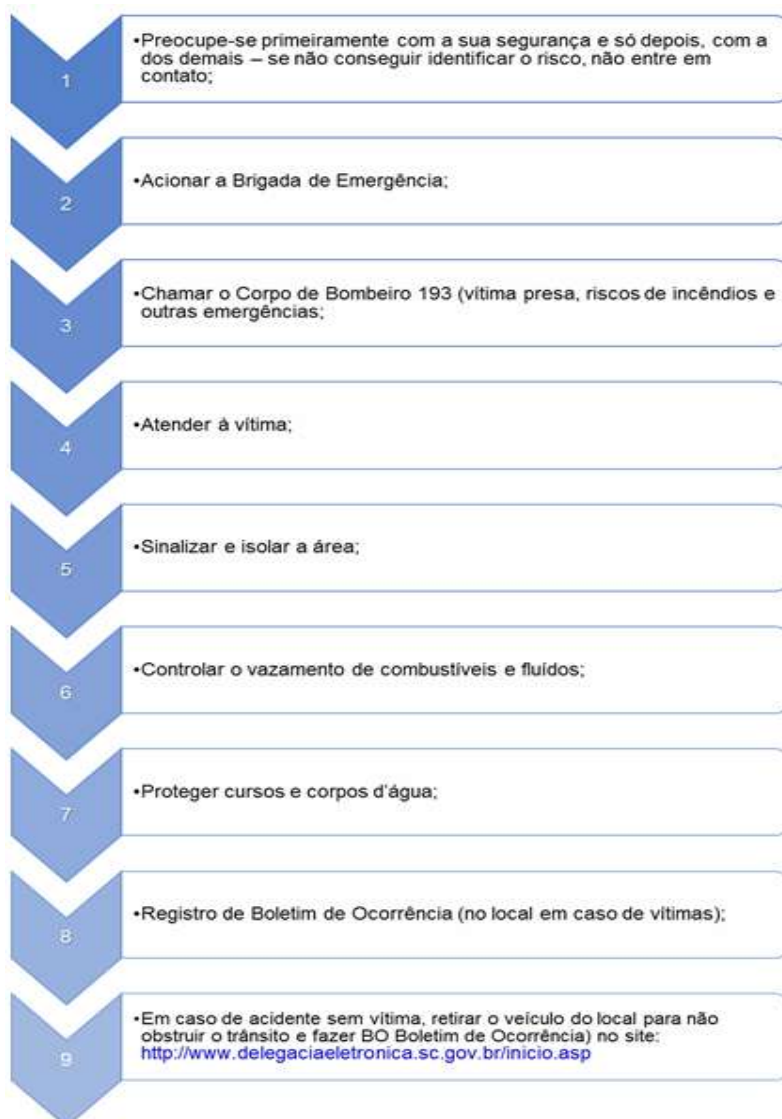 1
•Preocupe-se primeiramente com a sua segurança e só depois, com a
dos demais – se não conseguir identificar o risco, não entre em
contato;
2
•Acionar a Brigada de Emergência;
3
•Chamar o Corpo de Bombeiro 193 (vítima presa, riscos de incêndios e
outras emergências;
4
•Atender à vítima;
5
•Sinalizar e isolar a área;
6
•Controlar o vazamento de combustíveis e fluídos;
7
•Proteger cursos e corpos d'água;
8
•Registro de Boletim de Ocorrência (no local em caso de vítimas);
9
•Em caso de acidente sem vítima, retirar o veículo do local para não
obstruir o trânsito e fazer BO Boletim de Ocorrência) no site:
http://www.delegaciaeletronica.sc.gov.br/inicio.asp